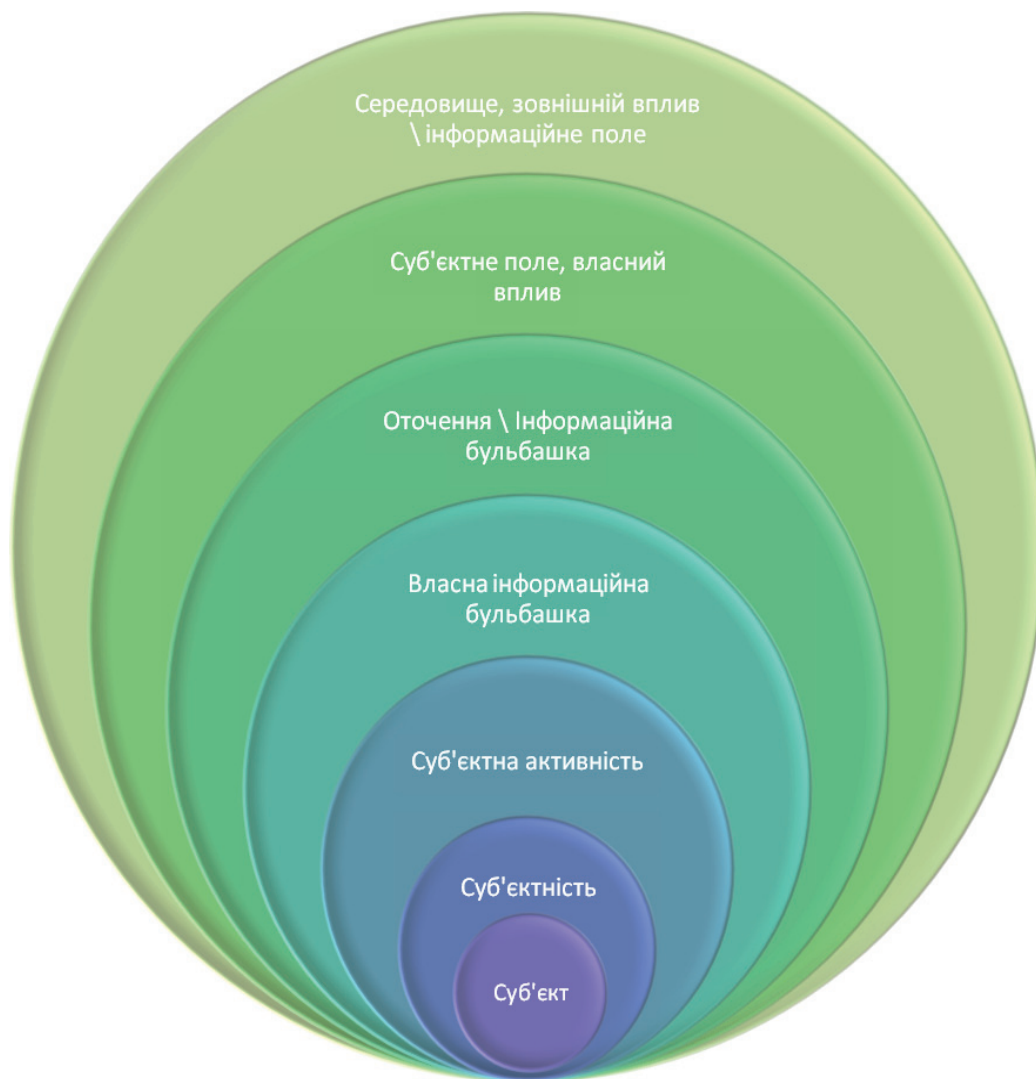 Середовище, зовнішній вплив
\ інформаційне поле
Суб'єктне поле, власний
вплив
Оточення \ Інформаційна
бульбашка
Власна інформаційна
бульбашка
Суб'єктна активність
Суб'єктність
Суб'єкт